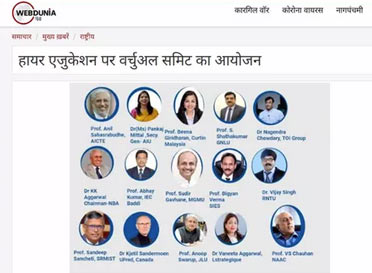 WEBDUNIA
कारगिल वॉर
कोरोना वायरस
नागपंचमी
समाचार / मुख्य ख़बरें / राष्ट्रीय
हायर एजुकेशन पर वर्चुअल समिट का आयोजन
Prof. Anil Sahasrabudhe, AICTE
Dr(Ms) Pankaj Mittal, Secy Gen- AIU
Prof. Beena Giridharan, Curtin Malaysia
Prof. S. Shuthakumar GNLU
Dr Nagendra Chowdary, TOI Group
Dr KK Aggarwal Chairman-NBA
Prof. Abhay Kumar, IEC Baddi
Prof. Sudir Gavhane, MGMU
Prof. Bigyan Verma SIES
Dr. Vijay Singh RNTU
Prof. Sandeep Sancheti, SRMIST
Dr Kjetil Sandermoen UFred, Canada
Prof. Anoop Swarup, JLU
Dr Vaneeta Aggarwal, Lstrategique
Prof. VS Chauhan NAAC